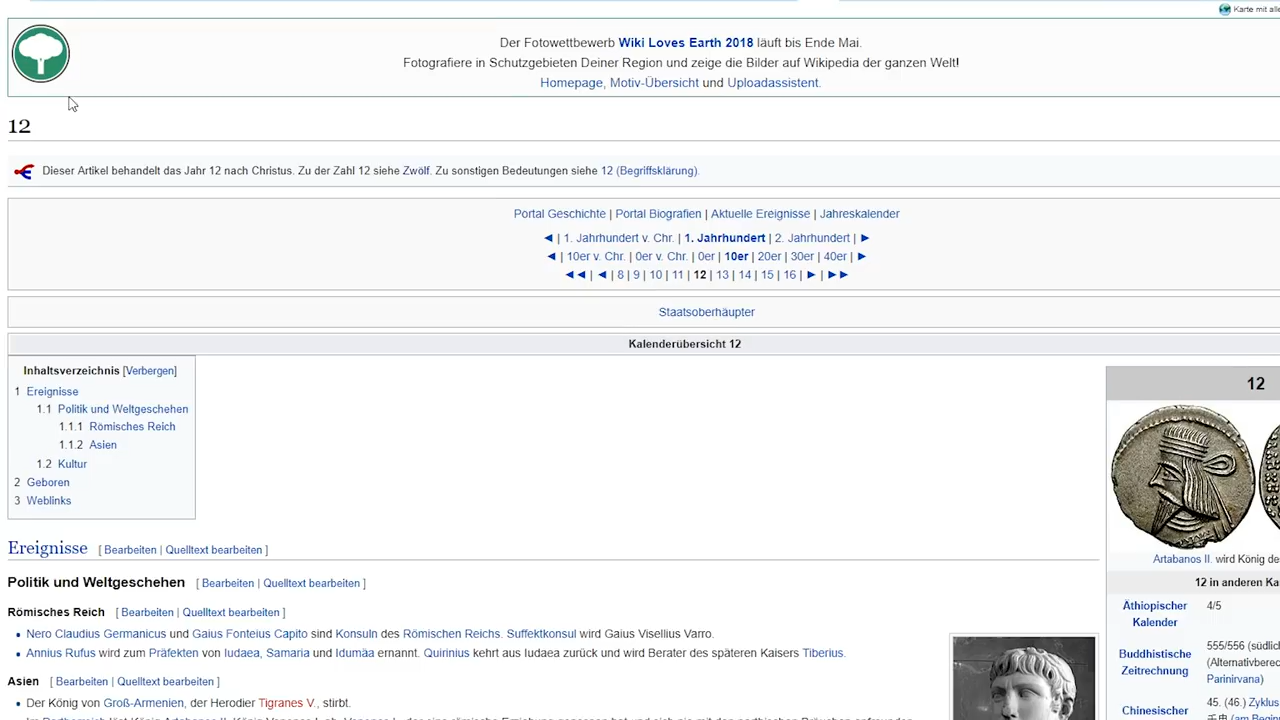 Karte mit alle
Der Fotowettbewerb Wiki Loves Earth 2018 läuft bis Ende Mai.
Fotografiere in Schutzgebieten Deiner Region und zeige die Bilder auf Wikipedia der ganzen Welt!
Homepage, Motiv-Übersicht und Uploadassistent.
12
Dieser Artikel behandelt das Jahr 12 nach Christus. Zu der Zahl 12 siehe Zwölf. Zu sonstigen Bedeutungen siehe 12 (Begriffsklärung).
Portal Geschichte | Portal Biografien | Aktuelle Ereignisse | Jahreskalender
◄ | 1. Jahrhundert v. Chr. | 1. Jahrhundert | 2. Jahrhundert | ►
◄ | 10er v. Chr. | 0er v. Chr. | 0er | 10er | 20er | 30er | 40er | ►
◄◄ | ◄ | 8 | 9 | 10 | 11 | 12 | 13 | 14 | 15 | 16 | ► | ►►
Staatsoberhäupter
Kalenderübersicht 12
Inhaltsverzeichnis [Verbergen]
1 Ereignisse
1.1 Politik und Weltgeschehen
1.1.1 Römisches Reich
1.1.2 Asien
1.2 Kultur
2 Geboren
3 Weblinks
Ereignisse [ Bearbeiten | Quelltext bearbeiten ]
Politik und Weltgeschehen [ Bearbeiten | Quelltext bearbeiten ]
Römisches Reich [ Bearbeiten | Quelltext bearbeiten ]
Nero Claudius Germanicus und Gaius Fonteius Capito sind Konsuln des Römischen Reichs. Suffektkonsul wird Gaius Visellius Varro.
Annius Rufus wird zum Präfekten von Iudaea, Samaria und Idumäa ernannt. Quirinius kehrt aus Iudaea zurück und wird Berater des späteren Kaisers Tiberius.
Asien [ Bearbeiten | Quelltext bearbeiten ]
Der König von Groß-Armenien, der Herodier Tigranes V., stirbt.
12
Artabanos II. wird König de
12 in anderen Ka
Äthiopischer
Kalender
4/5
Buddhistische
Zeitrechnung
555/556 (südlich
(Alternativberec
Parinirvana)
Chinesischer
45. (46.) Zyklus